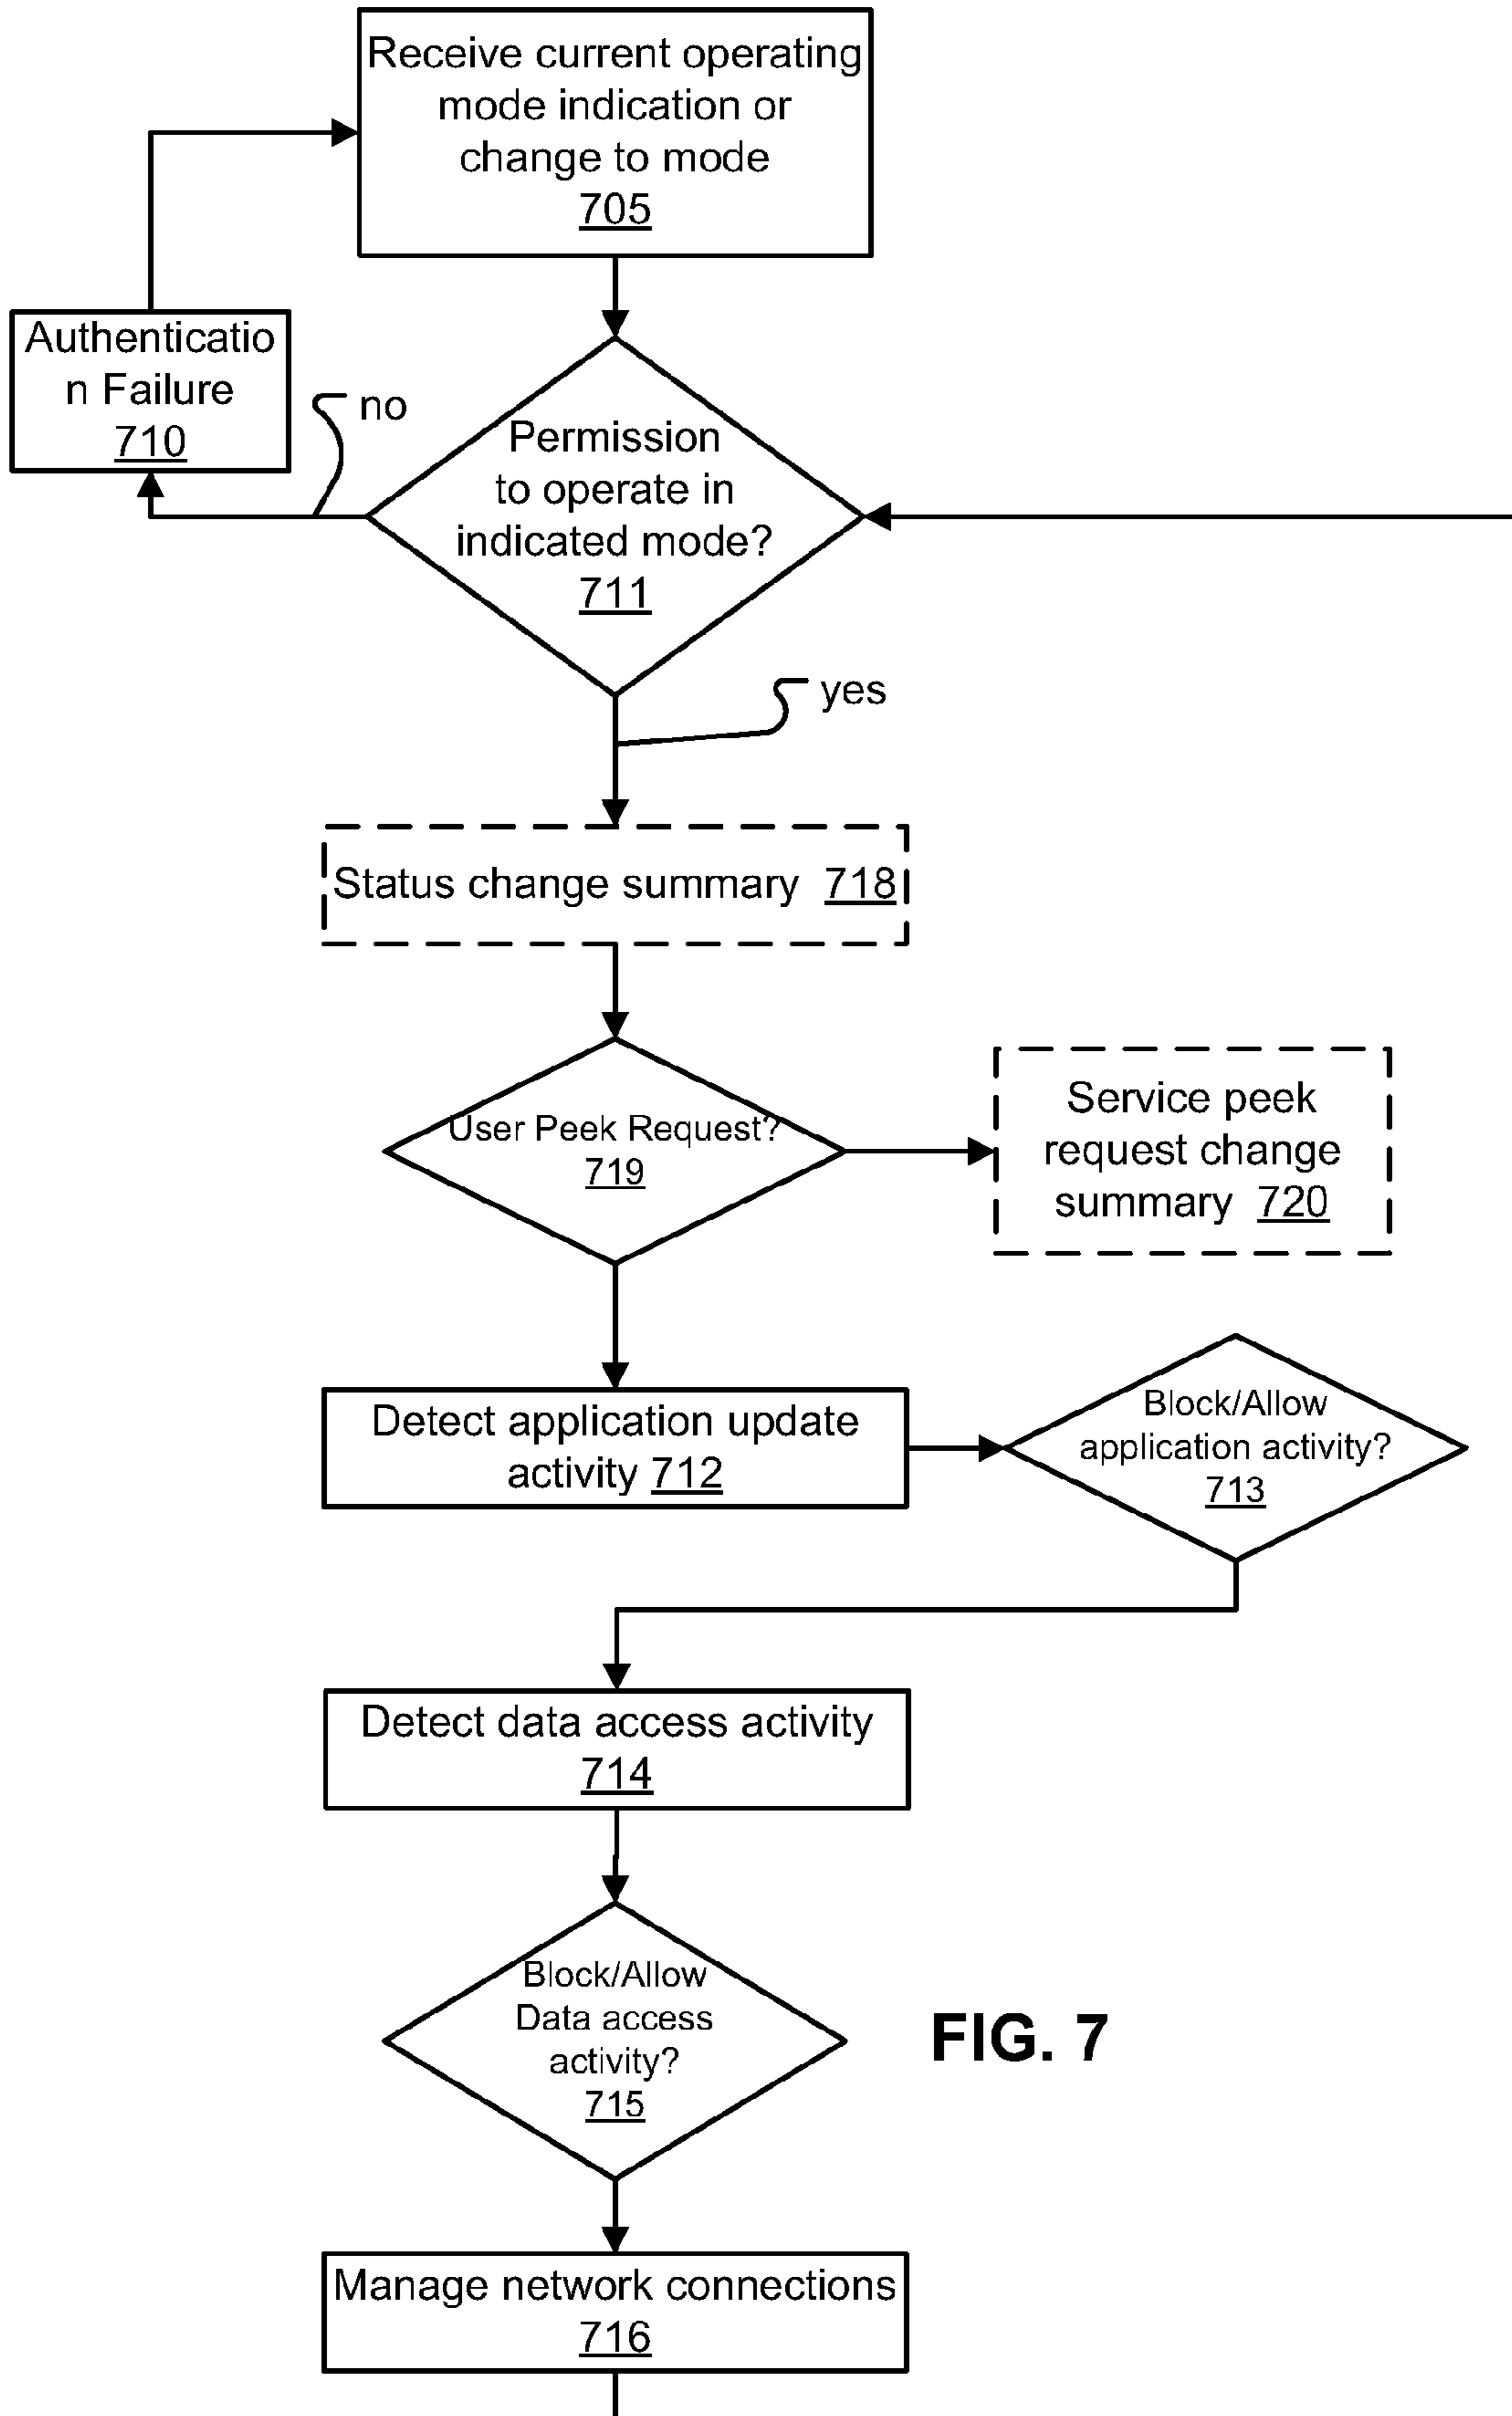 Receive current operating
mode indication or
change to mode
705
Authenticatio
n Failure
710
no
Permission
to operate in
indicated mode?
711
yes
Status change summary 718
User Peek Request?
719
Service peek
request change
summary 720
Detect application update
activity 712
Block/Allow
application activity?
713
Detect data access activity
714
Block/Allow
Data access
activity?
715
FIG. 7
Manage network connections
716